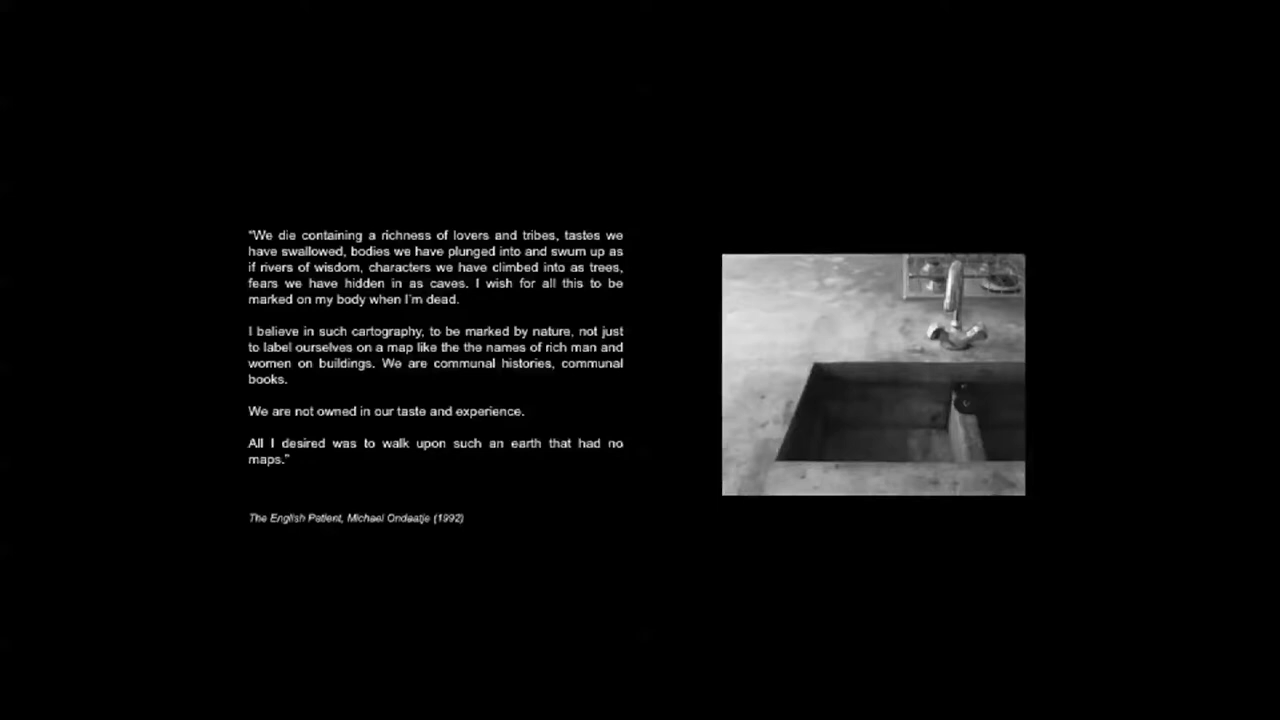 “We die containing a richness of lovers and tribes, tastes we
have swallowed, bodies we have plunged into and swum up as
if rivers of wisdom, characters we have climbed into as trees,
fears we have hidden in as caves. I wish for all this to be
marked on my body when I’m dead.
I believe in such cartography, to be marked by nature, not just
to label ourselves on a map like the the names of rich man and
women on buildings. We are communal histories, communal
books.
We are not owned in our taste and experience.
All I desired was to walk upon such an earth that had no
maps.”
The English Patient, Michael Ondaatje (1992)